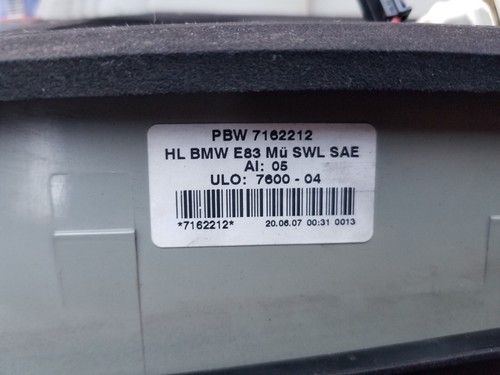 PBW 7162212
HL BMW E83 Mü SWL SAE
AI: 05
ULO: 7600 - 04
*7162212* 20.06.07 00:31 0013